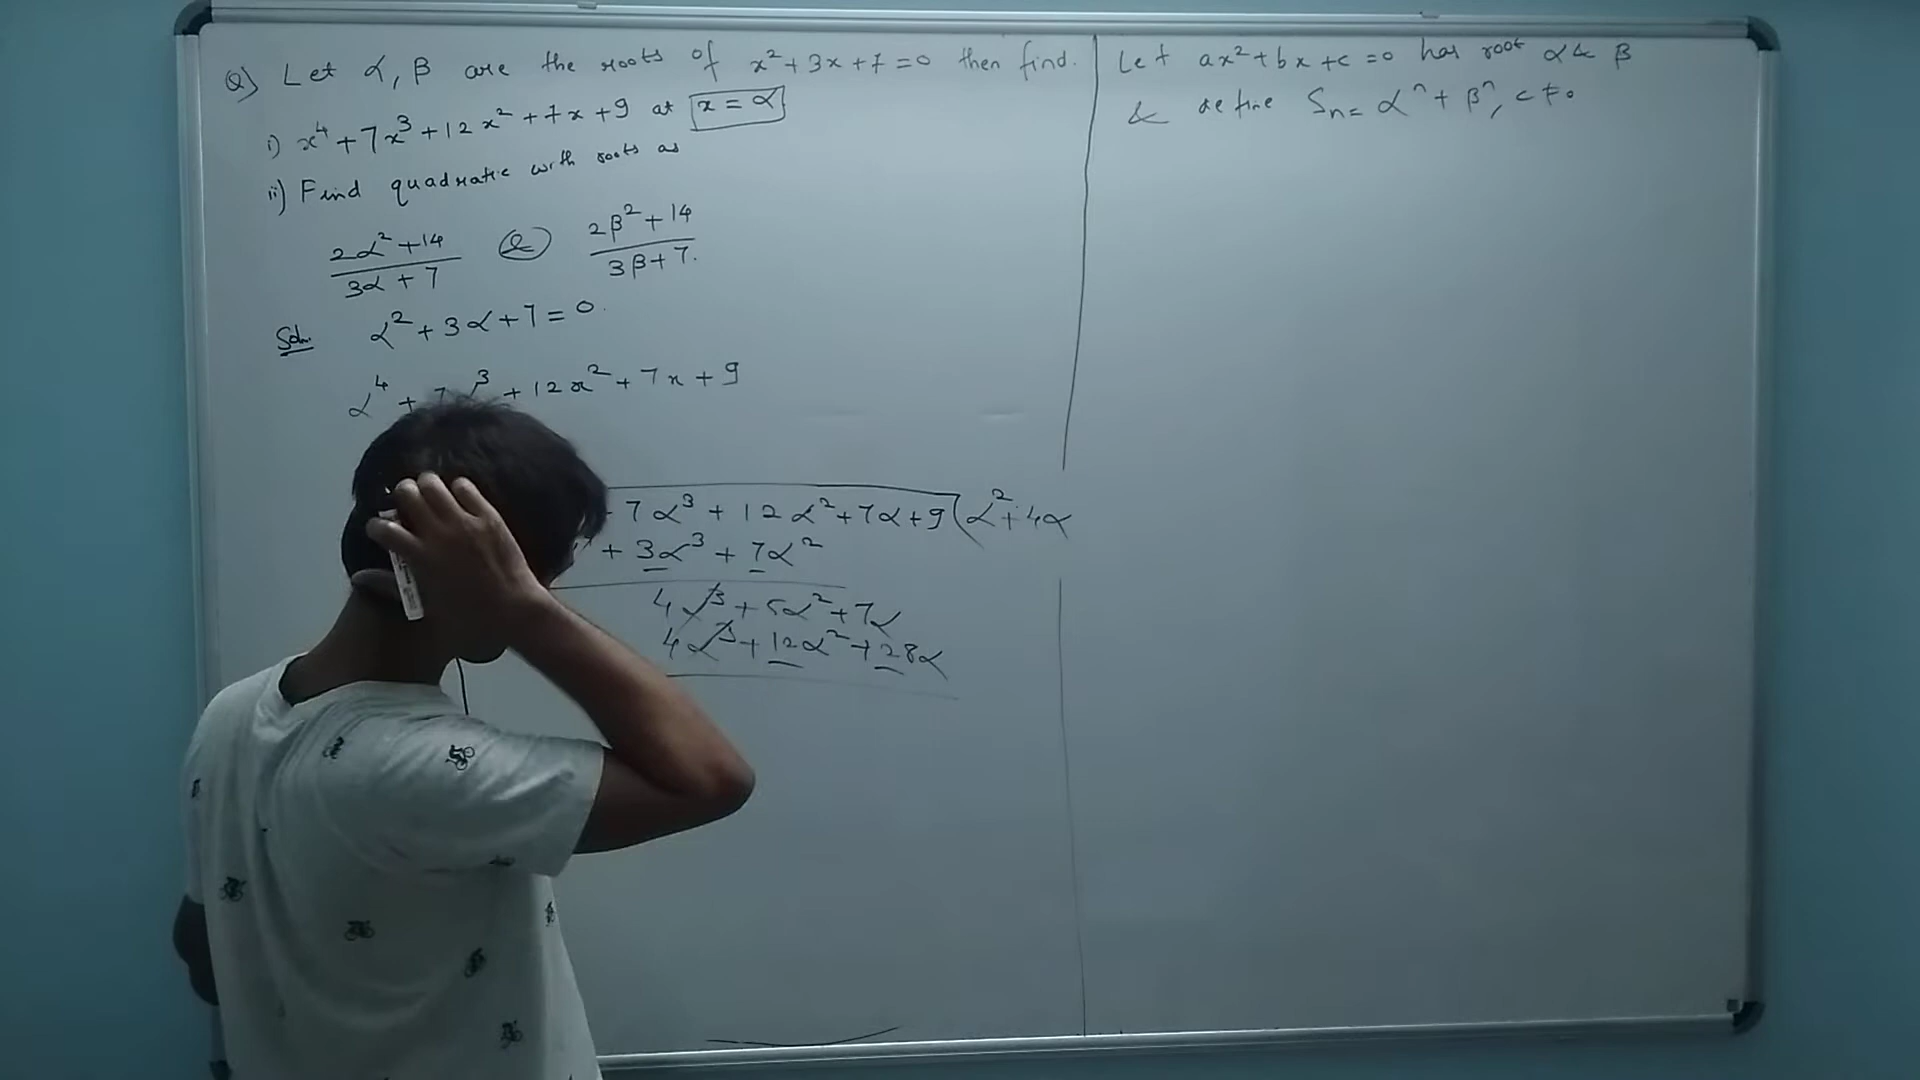 Q) Let α, β are the roots of x² + 3x + 7 = 0 then find.
i) x⁴ + 7x³ + 12x² + 7x + 9 at x = α
ii) Find quadratic with roots as
2α² + 14 / 3α + 7 & 2β² + 14 / 3β + 7.
Soln. α² + 3α + 7 = 0.
α⁴ + 7 ³ + 12x² + 7x + 9
7α³ + 12α² + 7α + 9 ( α² + 4α
+ 3α³ + 7α²
4α³ + 5α² + 7α
4α³ + 12α² + 28α
Let ax² + bx + c = 0 has root α & β
& define Sn = αⁿ + βⁿ, c ≠ 0